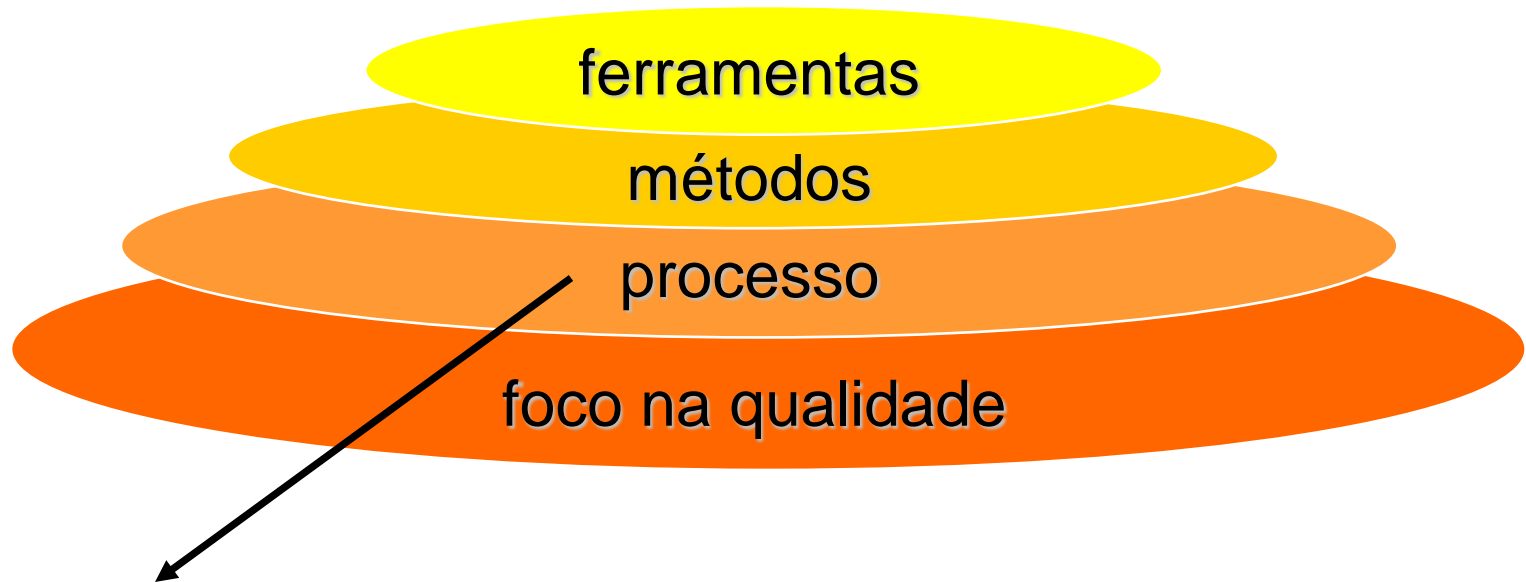 ferramentas
métodos
processo
foco na qualidade